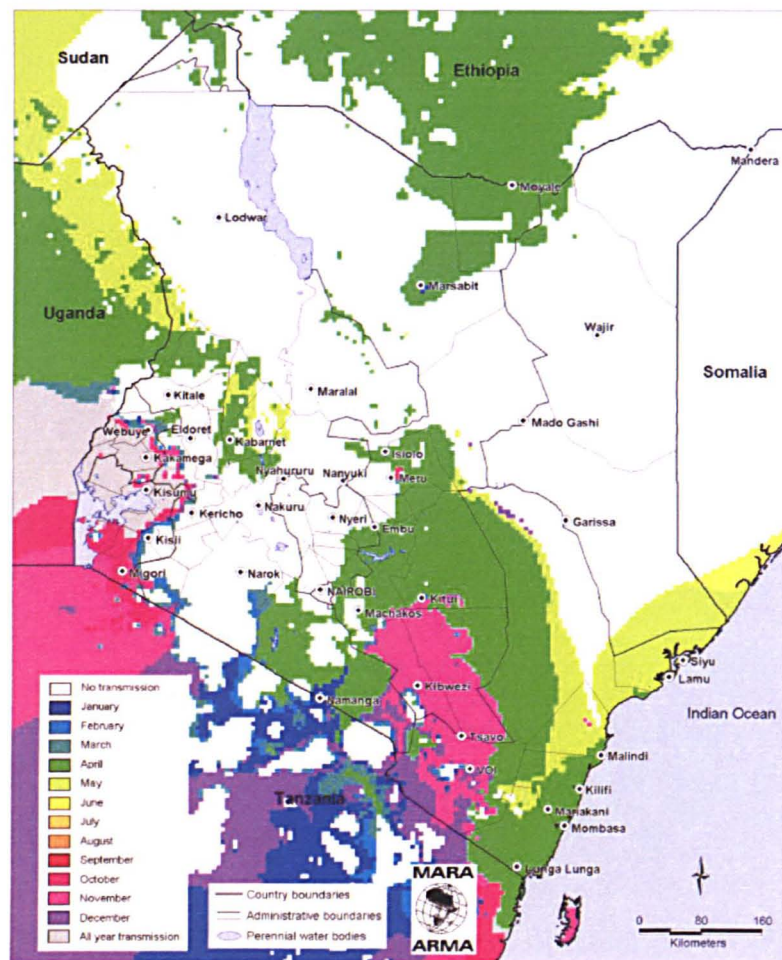 Sudan
Ethiopia
Mandera
Moyale
Lodwar
Marsabit
Uganda
Wajir
Somalia
Kitale
Maralal
Mado Gashi
Webuye
Eldoret
Kabarnet
Isiolo
Kakamega
Nyahururu
Nanyuki
Meru
Kisumu
Kericho
Nakuru
Nyeri
Embu
Garissa
Kisii
Migori
Narok
NAIROBI
Kitui
Machakos
Siyu
Lamu
Kibwezi
Namanga
Indian Ocean
Tsavo
VOI
Malindi
Kilifi
Tanzania
Mariakani
Mombasa
Lunga Lunga
No transmission
January
February
March
April
May
June
July
August
September
October
November
December
All year transmission
Country boundaries
Administrative boundaries
Perennial water bodies
MARA
ARMA
0 80 160
Kilometers